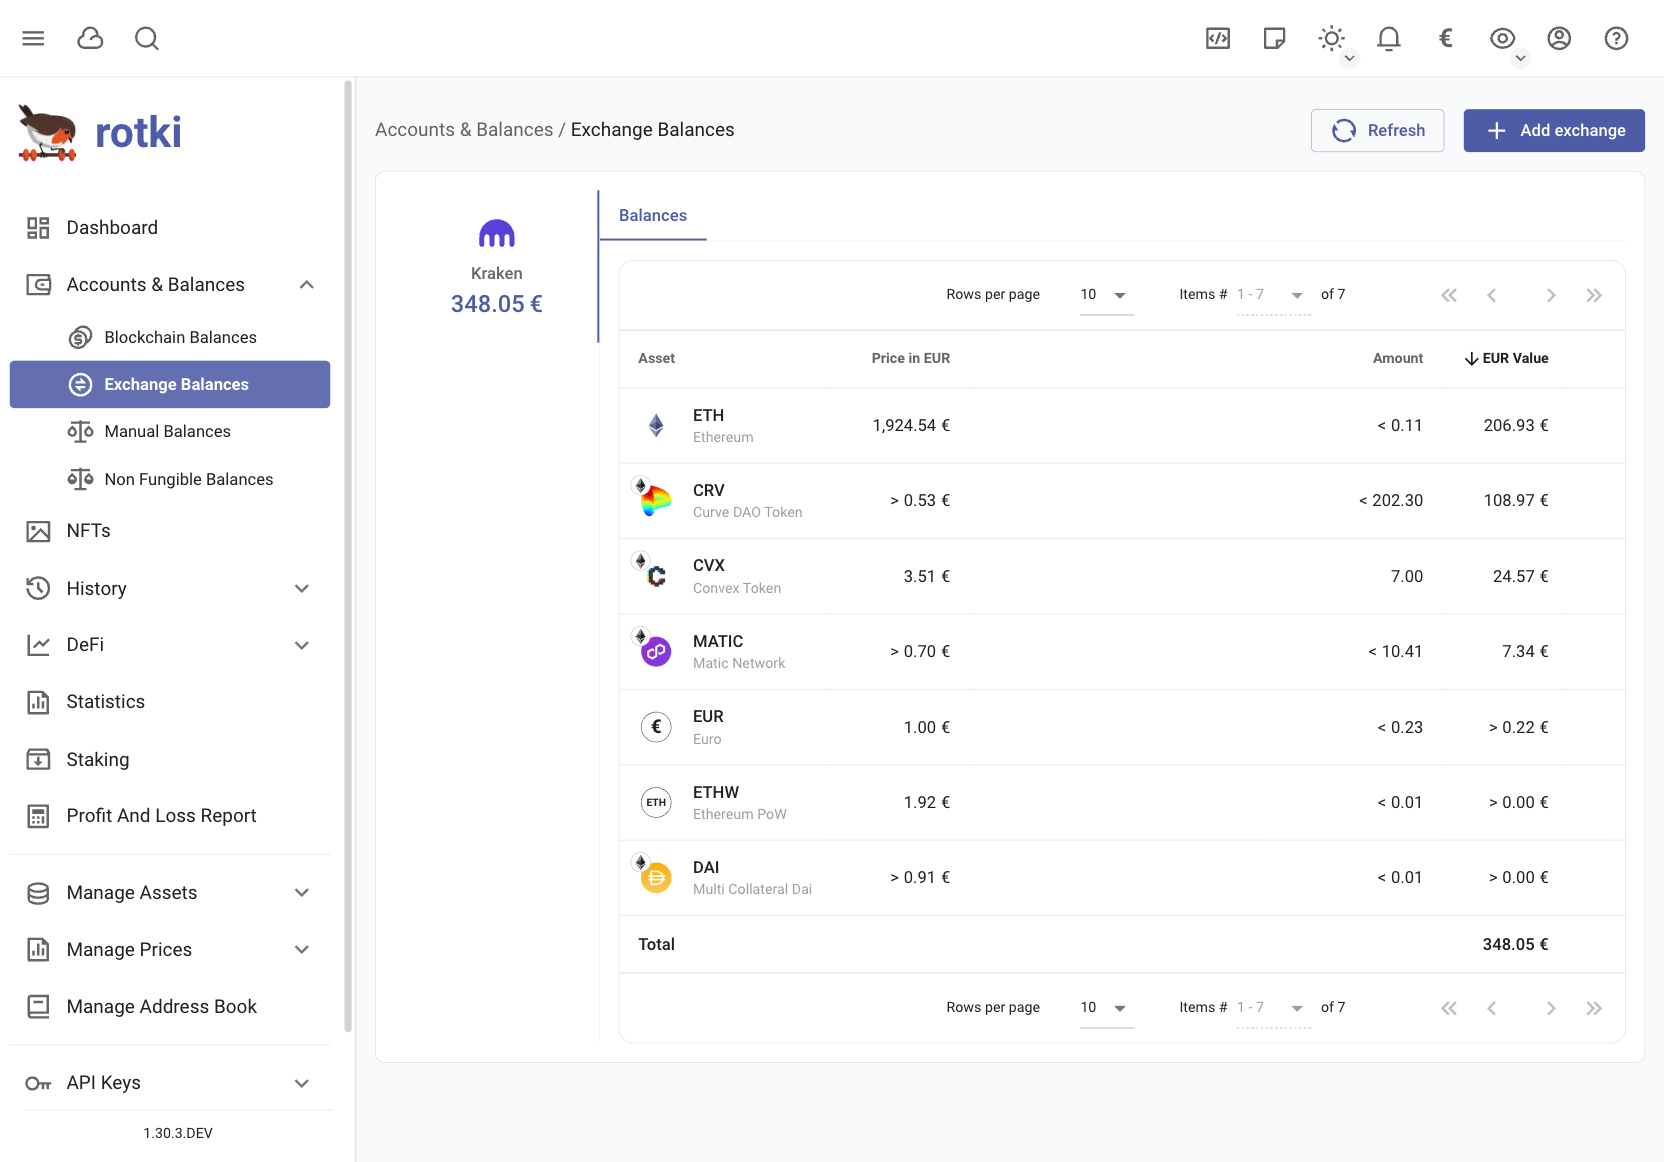 rotki
Dashboard
Accounts & Balances
Blockchain Balances
Exchange Balances
Manual Balances
Non Fungible Balances
NFTs
History
DeFi
Statistics
Staking
Profit And Loss Report
Manage Assets
Manage Prices
Manage Address Book
API Keys
1.30.3.DEV
Accounts & Balances / Exchange Balances
Refresh
Add exchange
Kraken
348.05 €
Balances
Rows per page 10 Items # 1 - 7 of 7
Asset Price in EUR Amount EUR Value
ETH
Ethereum
1,924.54 € < 0.11 206.93 €
CRV
Curve DAO Token
> 0.53 € < 202.30 108.97 €
CVX
Convex Token
3.51 € 7.00 24.57 €
MATIC
Matic Network
> 0.70 € < 10.41 7.34 €
€
EUR
Euro
1.00 € < 0.23 > 0.22 €
ETH
ETHW
Ethereum PoW
1.92 € < 0.01 > 0.00 €
DAI
Multi Collateral Dai
> 0.91 € < 0.01 > 0.00 €
Total 348.05 €
Rows per page 10 Items # 1 - 7 of 7